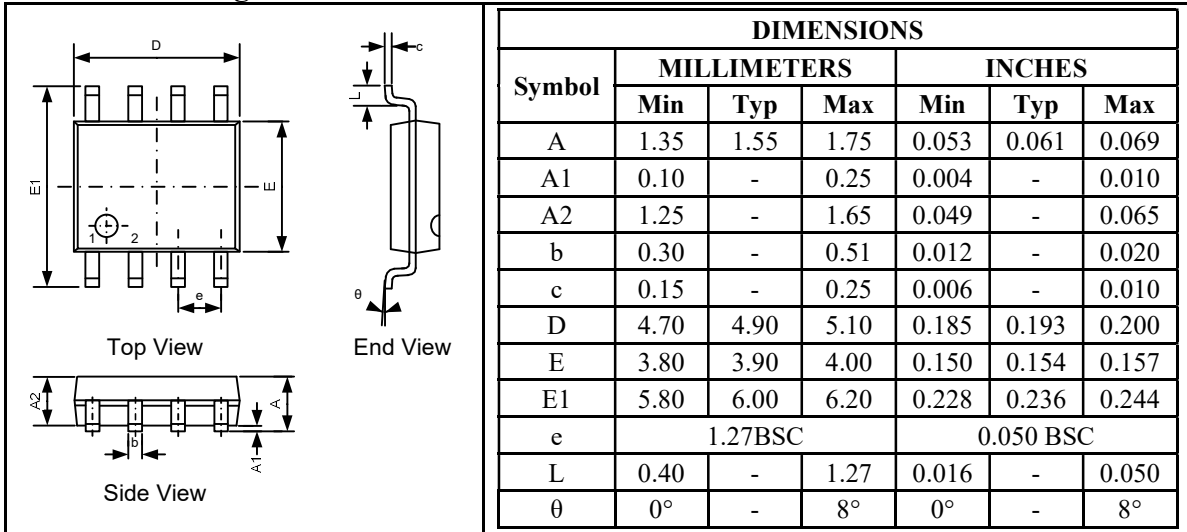 D
E1
E
1
2
e
Top View
c
L
θ
End View
A2
A
b
A1
Side View
DIMENSIONS
Symbol MILLIMETERS INCHES
Min Typ Max Min Typ Max
A 1.35 1.55 1.75 0.053 0.061 0.069
A1 0.10 - 0.25 0.004 - 0.010
A2 1.25 - 1.65 0.049 - 0.065
b 0.30 - 0.51 0.012 - 0.020
c 0.15 - 0.25 0.006 - 0.010
D 4.70 4.90 5.10 0.185 0.193 0.200
E 3.80 3.90 4.00 0.150 0.154 0.157
E1 5.80 6.00 6.20 0.228 0.236 0.244
e 1.27BSC 0.050 BSC
L 0.40 - 1.27 0.016 - 0.050
θ 0° - 8° 0° - 8°